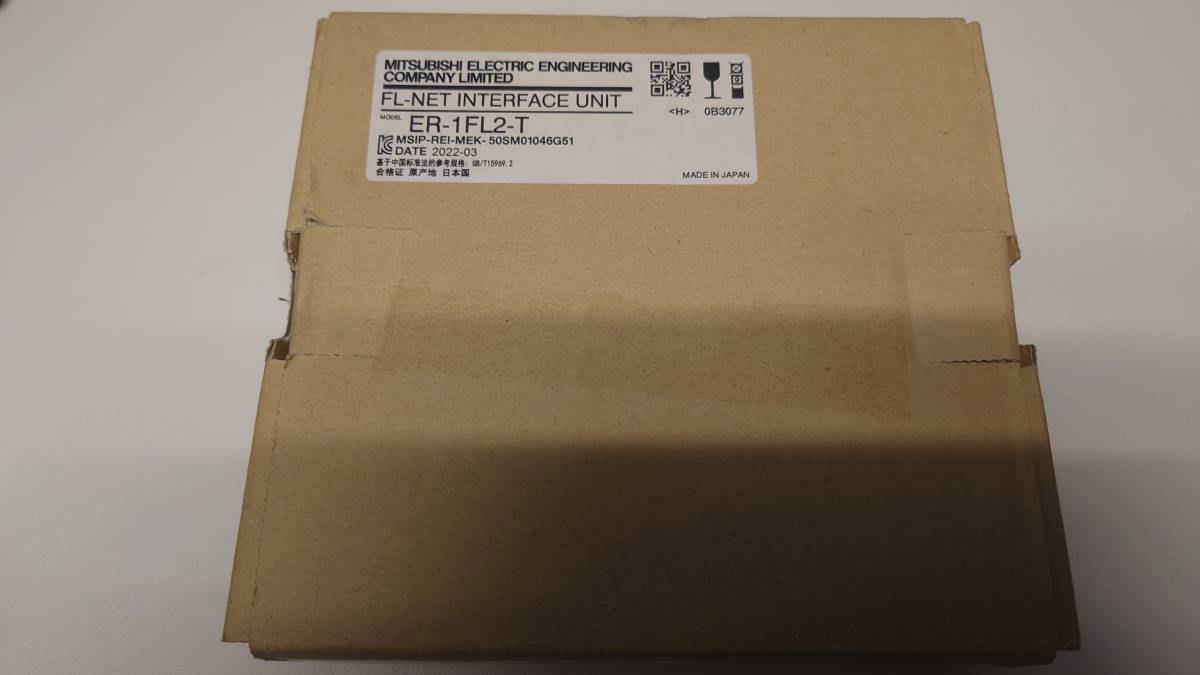 MITSUBISHI ELECTRIC ENGINEERING
COMPANY LIMITED
FL-NET INTERFACE UNIT
MODEL ER-1FL2-T
MSIP-REI-MEK-50SM01046G51
DATE 2022-03
基于中国标准法的参考规格: GB/T15969.2
合格证 原产地 日本国
<H> 0B3077
MADE IN JAPAN